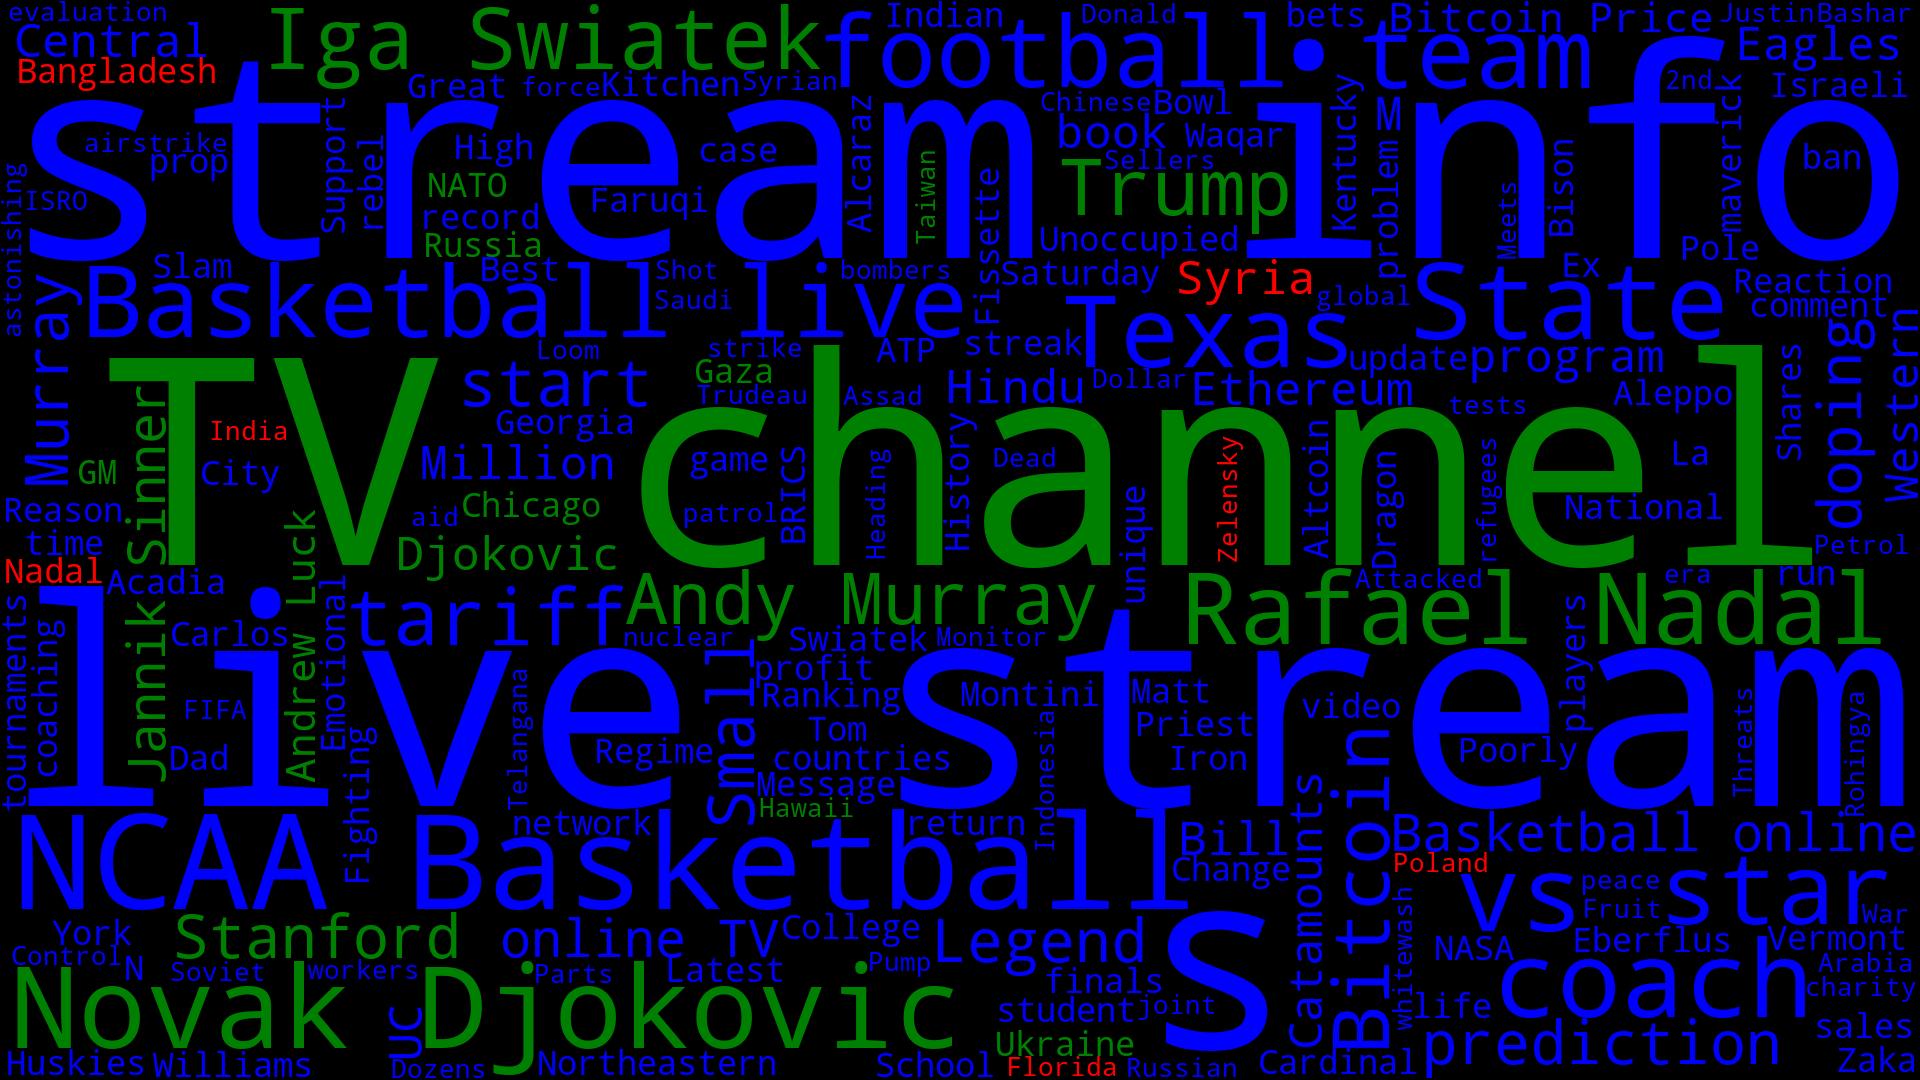 evaluation
Central
Iga Swiatek
football
Indian
Donald
bets
Bitcoin Price
Justin
Bashar
team
Eagles
Bangladesh
Great
force
Kitchen
Syrian
Chinese
Bowl
Kentucky
M
2nd
maverick
Israeli
stream info
airstrike
prop
Support
rebel
High
case
Alcaraz
book
Waqar
Sellers
problem
Bison
ban
astonishing
ISRO
NATO
record
Russia
Faruqi
Taiwan
Fissette
Trump
Unoccupied
Meets
Pole
Murray
Slam
Basketball live
Best
Shot
Saudi
bombers
Saturday
Syria
global
Texas
State
Ex
Reaction
comment
Loom
strike
ATP
streak
update
program
doping
Western
Jannik Sinner
start
Gaza
Trudeau
Assad
Hindu
Dollar
Ethereum
tests
Aleppo
Shares
TV channel
India
Georgia
GM
City
Million
game
BRICS
Heading
History
Dead
Zelensky
Altcoin
Dragon
refugees
La
National
Reason
time
aid
Chicago
patrol
unique
Petrol
Djokovic
Nadal
Acadia
Andrew Luck
Andy Murray
Rafael Nadal
Attacked
era
run
tournaments
coaching
Carlos
Emotional
tariff
nuclear
Swiatek
Monitor
players
live stream
Small
profit
Ranking
Montini
Matt
FIFA
Telangana
Tom
Indonesia
Priest
video
Threats
Rohingya
Dad
Fighting
Regime
countries
Iron
Poorly
Message
Hawaii
Catamounts
Bitcoin
NCAA Basketball
network
return
Bill
Change
Basketball online
Poland
whitewash
vs
peace
Fruit
star
War
York
Stanford
online TV
College
Legend
s
NASA
Eberflus
Vermont
Control
N
Soviet
workers
Parts
Latest
Pump
finals
coach
Arabia
charity
Novak Djokovic
UC
student
joint
life
Ukraine
prediction
sales
Huskies
Williams
Dozens
Northeastern
School
Florida
Russian
Cardinal
Zaka